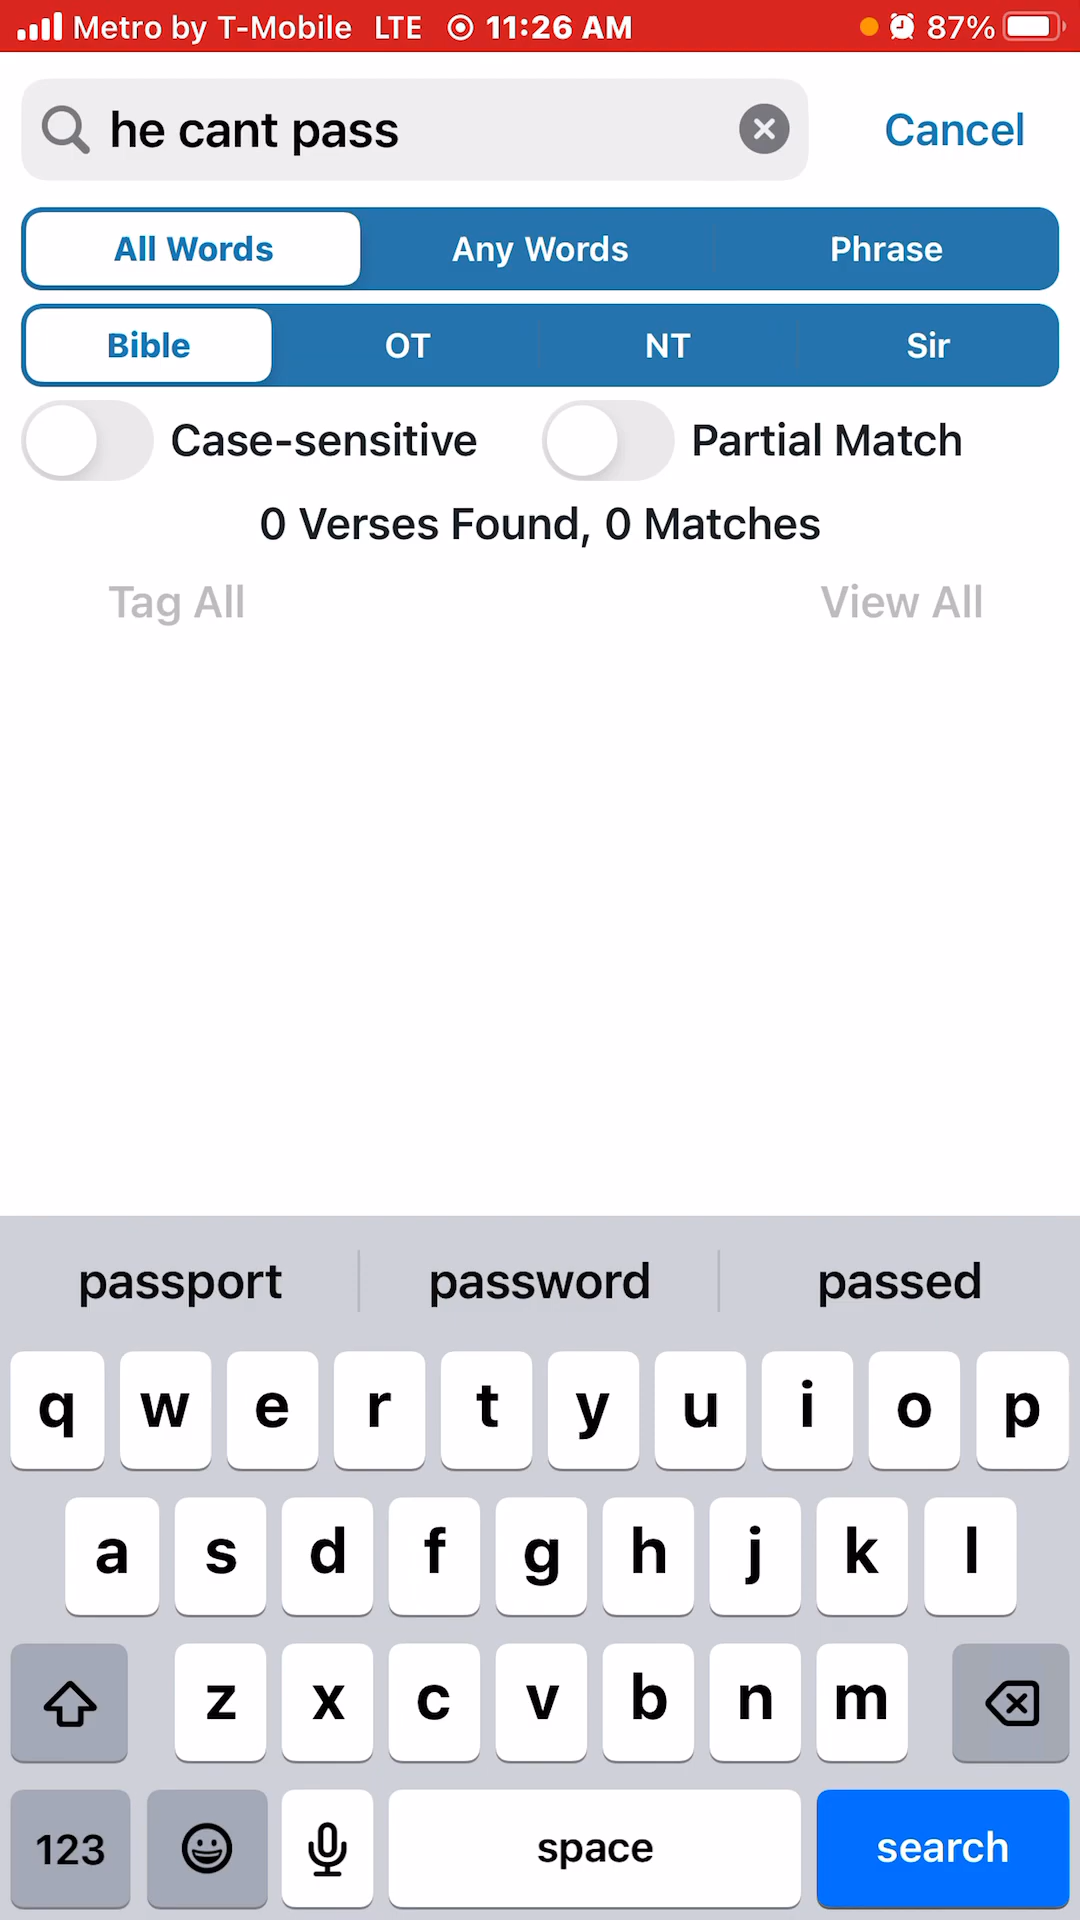 Metro by T-Mobile LTE 11:26 AM 87%
he cant pass Cancel
All Words Any Words Phrase
Bible OT NT Sir
Case-sensitive Partial Match
0 Verses Found, 0 Matches
Tag All View All
passport password passed
q w e r t y u i o p
a s d f g h j k l
z x c v b n m
123 space search